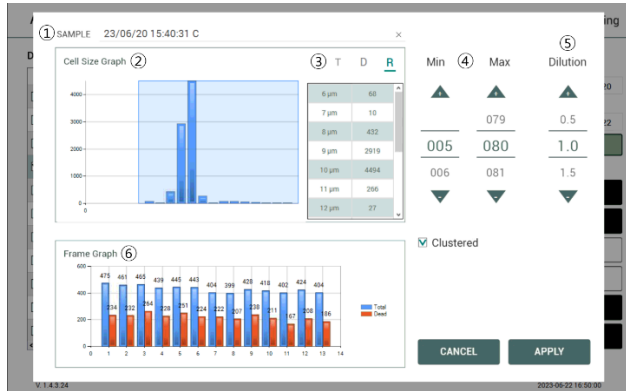 ① SAMPLE 23/06/20 15:40:31 C ×
Cell Size Graph ② ③ T D R
4000
3000
2000
1000
0
0
6 µm 68
7 µm 10
8 µm 432
9 µm 2919
10 µm 4494
11 µm 266
12 µm 27
Min ④ Max ⑤ Dilution
079 0.5
005 080 1.0
006 081 1.5
Clustered
Frame Graph ⑥
600
400
200
0
475 461 465 439 445 443 404 399 428 418 402 424 404
234 232 264 228 251 224 222 207 238 211 167 208 186
0 1 2 3 4 5 6 7 8 9 10 11 12 13 14
Total
Dead
CANCEL APPLY
V. 1.4.3.24 2023-06-22 16:50:00